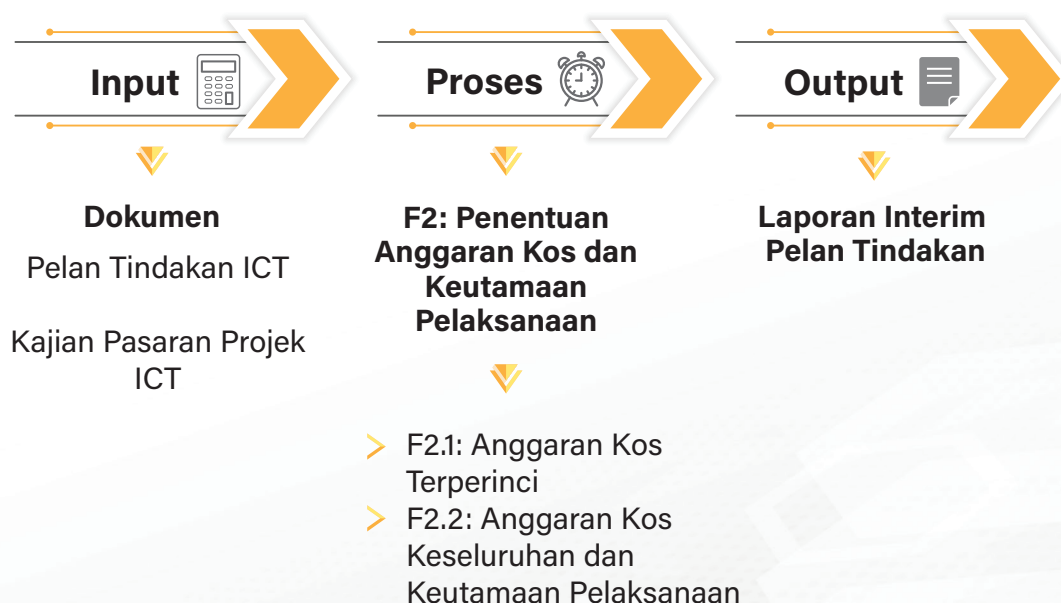 Input
Dokumen
Pelan Tindakan ICT
Kajian Pasaran Projek
ICT
Proses
F2: Penentuan
Anggaran Kos dan
Keutamaan
Pelaksanaan
> F2.1: Anggaran Kos
Terperinci
> F2.2: Anggaran Kos
Keseluruhan dan
Keutamaan Pelaksanaan
Output
Laporan Interim
Pelan Tindakan